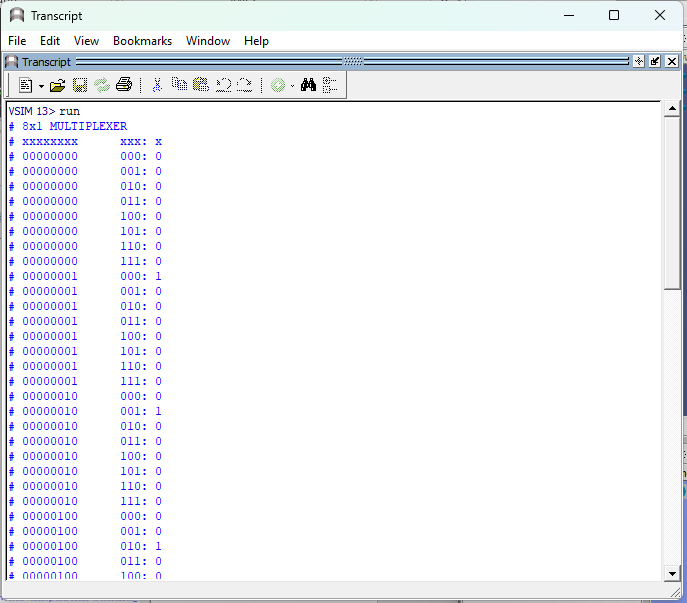 Transcript
File Edit View Bookmarks Window Help
Transcript
VSIM 13> run
# 8x1 MULTIPLEXER
# xxxxxxxx      xxx: x
# 00000000      000: 0
# 00000000      001: 0
# 00000000      010: 0
# 00000000      011: 0
# 00000000      100: 0
# 00000000      101: 0
# 00000000      110: 0
# 00000000      111: 0
# 00000001      000: 1
# 00000001      001: 0
# 00000001      010: 0
# 00000001      011: 0
# 00000001      100: 0
# 00000001      101: 0
# 00000001      110: 0
# 00000001      111: 0
# 00000010      000: 0
# 00000010      001: 1
# 00000010      010: 0
# 00000010      011: 0
# 00000010      100: 0
# 00000010      101: 0
# 00000010      110: 0
# 00000010      111: 0
# 00000100      000: 0
# 00000100      001: 0
# 00000100      010: 1
# 00000100      011: 0
# 00000100      100: 0